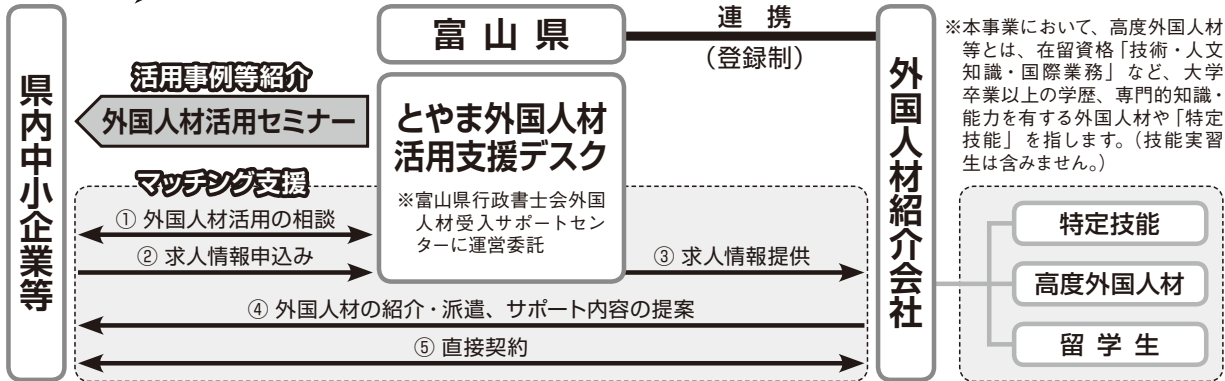 県内中小企業等
富山県
連携
（登録制）
活用事例等紹介
外国人材活用セミナー
とやま外国人材
活用支援デスク
※富山県行政書士会外国
人材受入サポートセン
ターに運営委託
マッチング支援
① 外国人材活用の相談
② 求人情報申込み
③ 求人情報提供
④ 外国人材の紹介・派遣、サポート内容の提案
⑤ 直接契約
外国人材紹介会社
※本事業において、高度外国人材
等とは、在留資格「技術・人文
知識・国際業務」など、大学
卒業以上の学歴、専門的知識・
能力を有する外国人材や「特定
技能」を指します。（技能実習
生は含みません。）
特定技能
高度外国人材
留学生